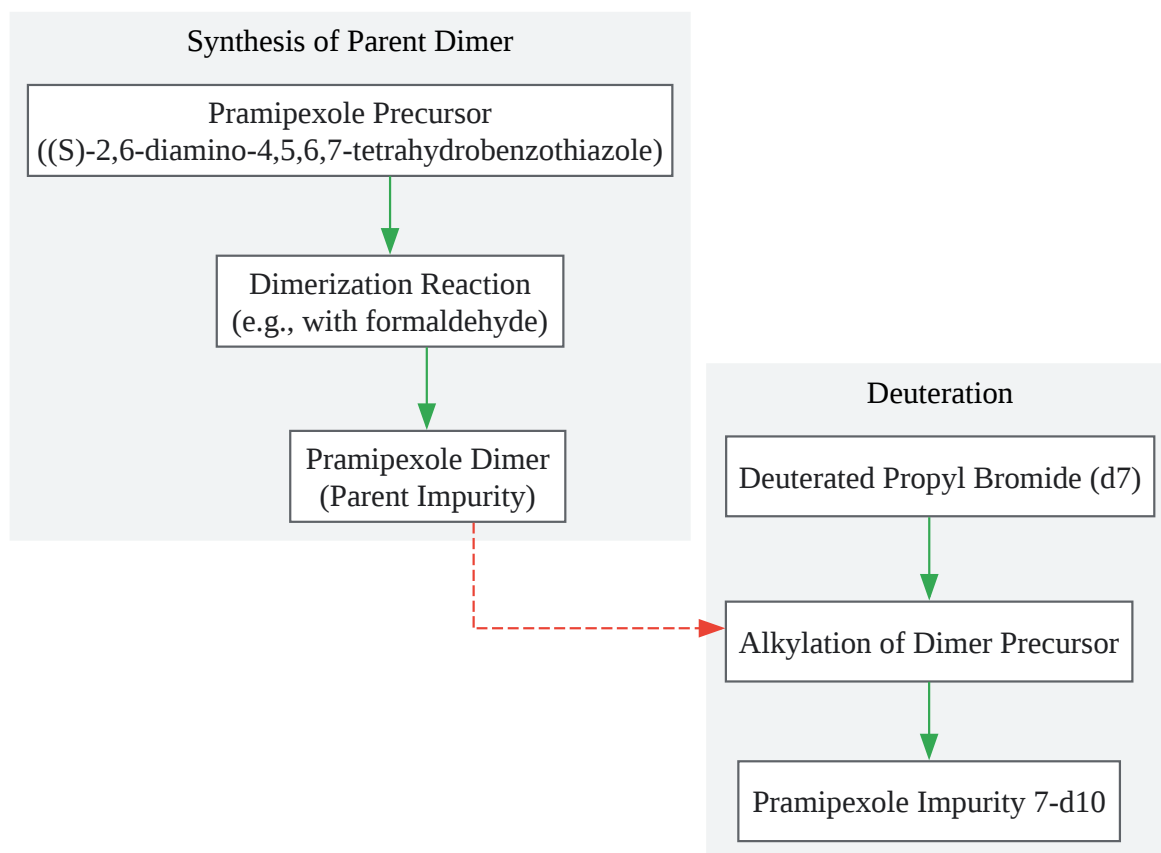 Synthesis of Parent Dimer
Pramipexole Precursor
((S)-2,6-diamino-4,5,6,7-tetrahydrobenzothiazole)
Dimerization Reaction
(e.g., with formaldehyde)
Pramipexole Dimer
(Parent Impurity)
Deuteration
Deuterated Propyl Bromide (d7)
Alkylation of Dimer Precursor
Pramipexole Impurity 7-d10